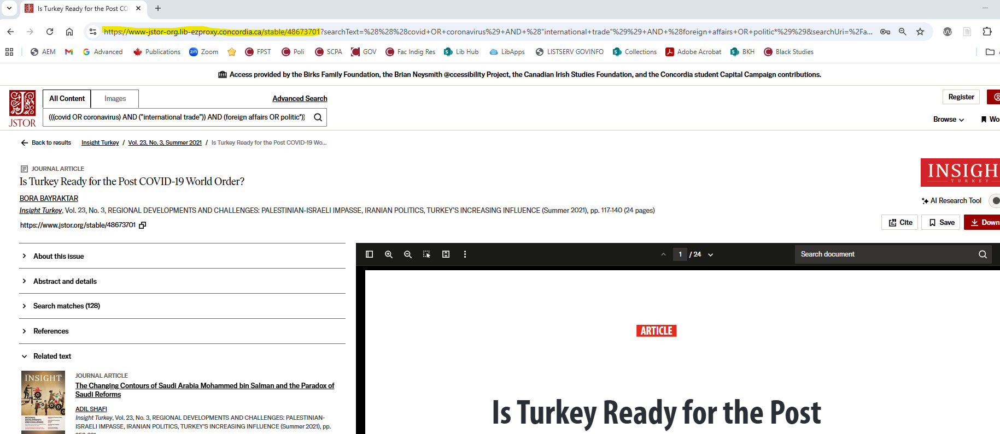 Is Turkey Ready for the Post CO
https://www-jstor-org.lib-ezproxy.concordia.ca/stable/48673701?searchText=%28%28%28covid+OR+coronavirus%29+AND+%28"international+trade"%29%29+AND+%28foreign+affairs+OR+politic*%29%29&searchUri=%2Fa...
AEM Advanced Publications Zoom FPST Poli SCPA GOV Fac Indig Res Lib Hub LibApps LISTSERV GOVINFO Collections Adobe Acrobat BKH Black Studies
Access provided by the Birks Family Foundation, the Brian Neysmith @ccessibility Project, the Canadian Irish Studies Foundation, and the Concordia student Capital Campaign contributions.
All Content Images Advanced Search Register
(((covid OR coronavirus) AND ("international trade")) AND (foreign affairs OR politic*))
JSTOR
Browse Wo
Back to results Insight Turkey / Vol. 23, No. 3, Summer 2021 / Is Turkey Ready for the Post COVID-19 Wo...
JOURNAL ARTICLE
Is Turkey Ready for the Post COVID-19 World Order?
BORA BAYRAKTAR
Insight Turkey, Vol. 23, No. 3, REGIONAL DEVELOPMENTS AND CHALLENGES: PALESTINIAN-ISRAELI IMPASSE, IRANIAN POLITICS, TURKEY'S INCREASING INFLUENCE (Summer 2021), pp. 117-140 (24 pages)
https://www.jstor.org/stable/48673701
INSIGH
TURKEY
AI Research Tool
Cite Save Down
About this issue
Abstract and details
Search matches (128)
References
Related text
INSIGHT
REGIONAL DEVELOPMENTS AND CHALLENGES
JOURNAL ARTICLE
The Changing Contours of Saudi Arabia Mohammed bin Salman and the Paradox of
Saudi Reforms
ADIL SHAFI
Insight Turkey, Vol. 23, No. 3, REGIONAL DEVELOPMENTS AND CHALLENGES: PALESTINIAN-
ISRAELI IMPASSE, IRANIAN POLITICS, TURKEY'S INCREASING INFLUENCE (Summer 2021), pp.
1 / 24 Search document
ARTICLE
Is Turkey Ready for the Post